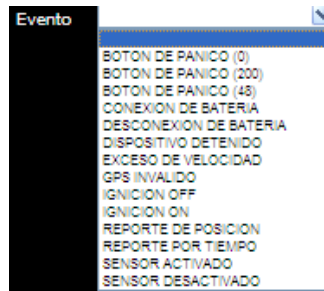 Evento
BOTON DE PANICO (0)
BOTON DE PANICO (200)
BOTON DE PANICO (48)
CONEXION DE BATERIA
DESCONEXION DE BATERIA
DISPOSITIVO DETENIDO
EXCESO DE VELOCIDAD
GPS INVALIDO
IGNICION OFF
IGNICION ON
REPORTE DE POSICION
REPORTE POR TIEMPO
SENSOR ACTIVADO
SENSOR DESACTIVADO